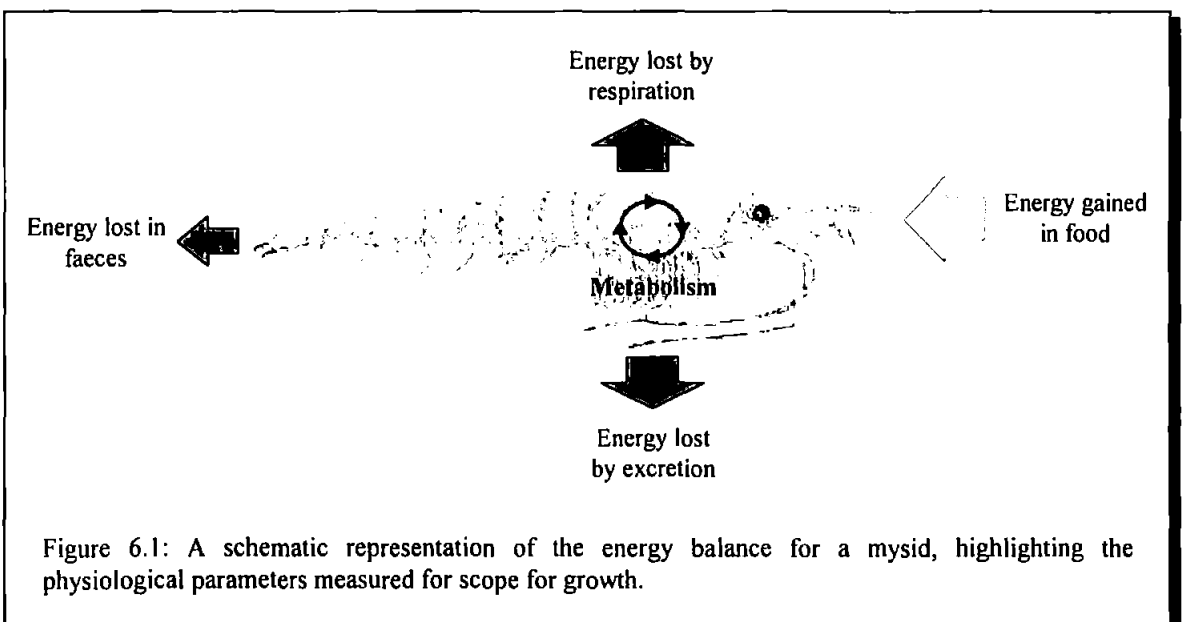 Energy lost by
respiration
Energy lost in
faeces
Energy gained
in food
Metabolism
Energy lost
by excretion
Figure 6.1: A schematic representation of the energy balance for a mysid, highlighting the
physiological parameters measured for scope for growth.